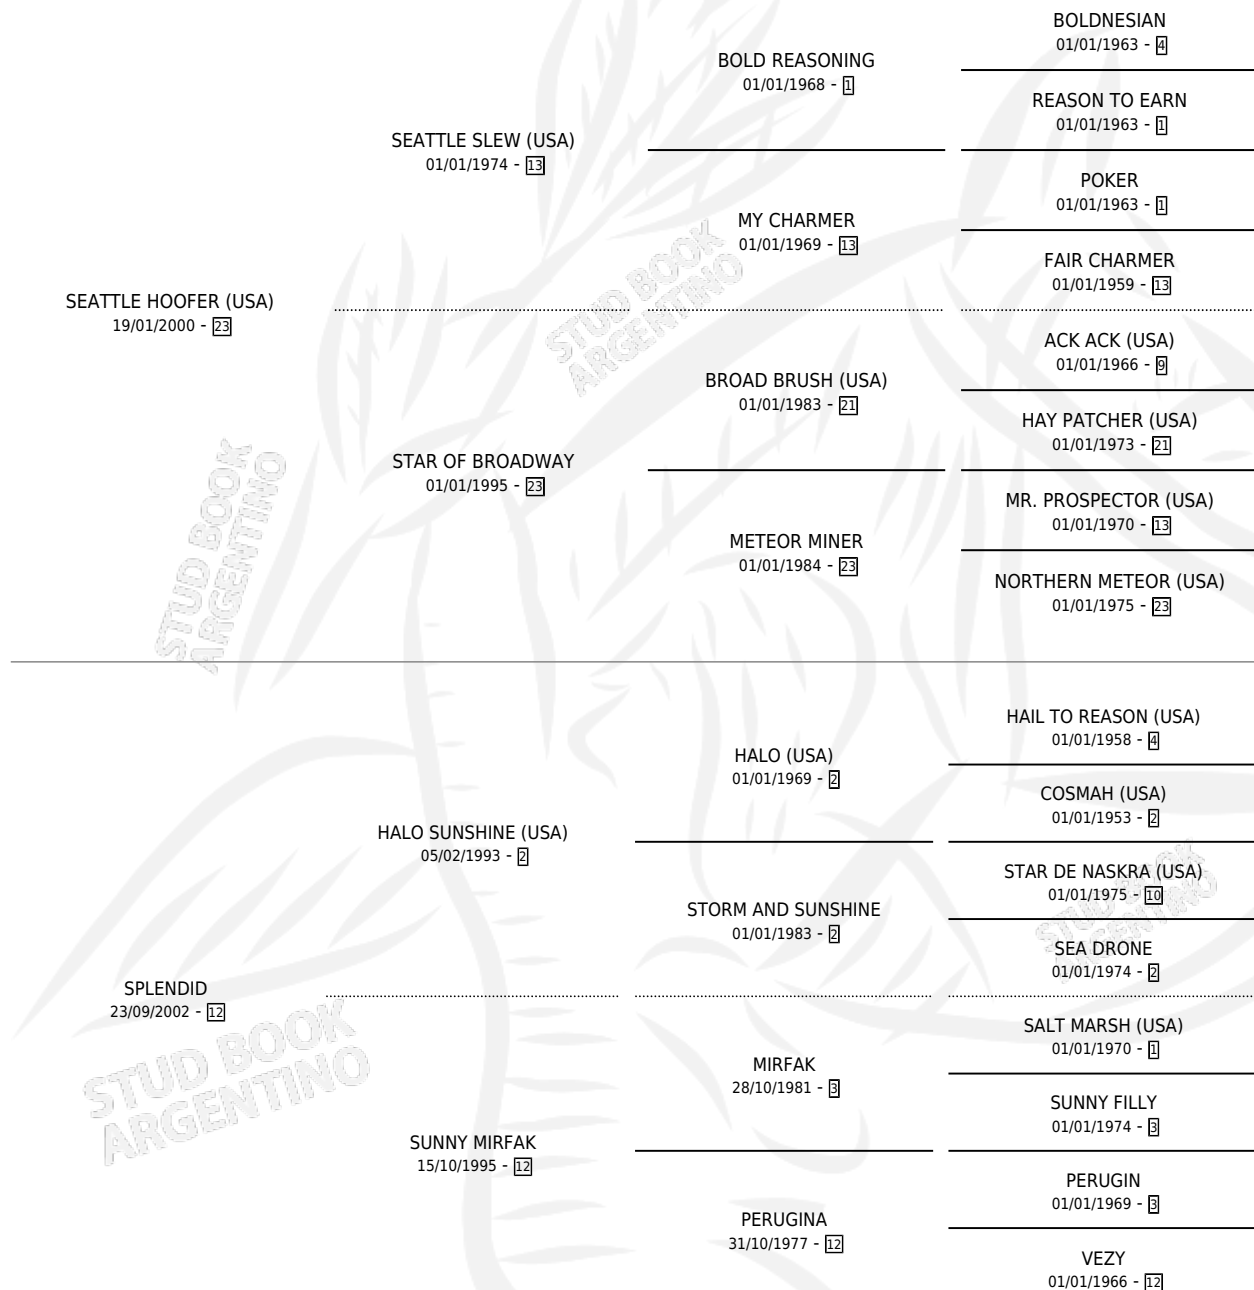 SEATTLE HOOFER (USA)
19/01/2000 - 23
SEATTLE SLEW (USA)
01/01/1974 - 13
STAR OF BROADWAY
01/01/1995 - 23
BOLD REASONING
01/01/1968 - 1
MY CHARMER
01/01/1969 - 13
BROAD BRUSH (USA)
01/01/1983 - 21
METEOR MINER
01/01/1984 - 23
BOLDNESIAN
01/01/1963 - 4
REASON TO EARN
01/01/1963 - 1
POKER
01/01/1963 - 1
FAIR CHARMER
01/01/1959 - 13
ACK ACK (USA)
01/01/1966 - 9
HAY PATCHER (USA)
01/01/1973 - 21
MR. PROSPECTOR (USA)
01/01/1970 - 13
NORTHERN METEOR (USA)
01/01/1975 - 23
SPLENDID
23/09/2002 - 12
HALO SUNSHINE (USA)
05/02/1993 - 2
SUNNY MIRFAK
15/10/1995 - 12
HALO (USA)
01/01/1969 - 2
STORM AND SUNSHINE
01/01/1983 - 2
MIRFAK
28/10/1981 - 3
PERUGINA
31/10/1977 - 12
HAIL TO REASON (USA)
01/01/1958 - 4
COSMAH (USA)
01/01/1953 - 2
STAR DE NASKRA (USA)
01/01/1975 - 10
SEA DRONE
01/01/1974 - 2
SALT MARSH (USA)
01/01/1970 - 1
SUNNY FILLY
01/01/1974 - 3
PERUGIN
01/01/1969 - 3
VEZY
01/01/1966 - 12
STUD BOOK
ARGENTINO
STUD BOOK
ARGENTINO
STUD BOOK
ARGENTINO
STUD BOOK
ARGENTINO